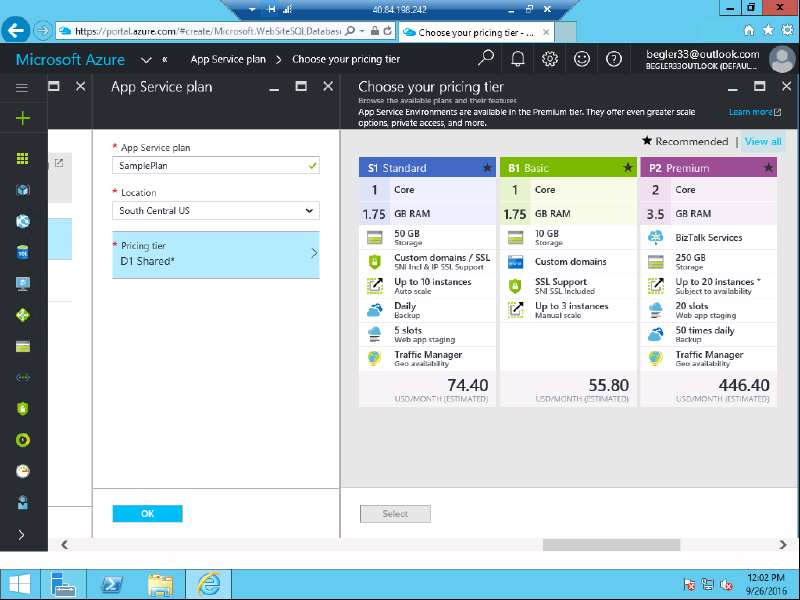 40.84.198.242
https://portal.azure.com/#create/Microsoft.WebSiteSQLDatabas
Choose your pricing tier - ...
Microsoft Azure
App Service plan > Choose your pricing tier
begler33@outlook.com
BEGLER33OUTLOOK (DEFAUL...
App Service plan
* App Service plan
SamplePlan
* Location
South Central US
* Pricing tier
D1 Shared*
OK
Choose your pricing tier
Browse the available plans and their features
App Service Environments are available in the Premium tier. They offer even greater scale
options, private access, and more.
Learn more
★ Recommended | View all
S1 Standard
1 Core
1.75 GB RAM
50 GB
Storage
Custom domains / SSL
SNI Incl & IP SSL Support
Up to 10 instances
Auto scale
Daily
Backup
5 slots
Web app staging
Traffic Manager
Geo availability
74.40
USD/MONTH (ESTIMATED)
B1 Basic
1 Core
1.75 GB RAM
10 GB
Storage
Custom domains
SSL Support
SNI SSL Included
Up to 3 instances
Manual scale
55.80
USD/MONTH (ESTIMATED)
P2 Premium
2 Core
3.5 GB RAM
BizTalk Services
250 GB
Storage
Up to 20 instances *
Subject to availability
20 slots
Web app staging
50 times daily
Backup
Traffic Manager
Geo availability
446.40
USD/MONTH (ESTIMATED)
Select
12:02 PM
9/26/2016